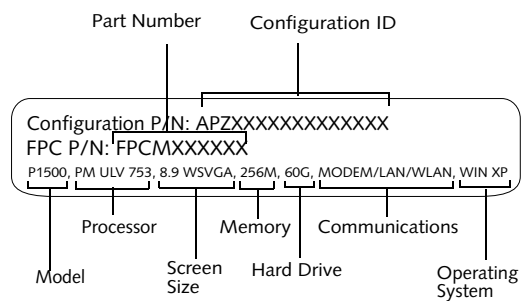 Part Number
Configuration ID
Configuration P/N: APZXXXXXXXXXXXXX
FPC P/N: FPCMXXXXXX
P1500, PM ULV 753, 8.9 WSVGA, 256M, 60G, MODEM/LAN/WLAN, WIN XP
Processor
Memory
Communications
Model
Screen
Size
Hard Drive
Operating
System